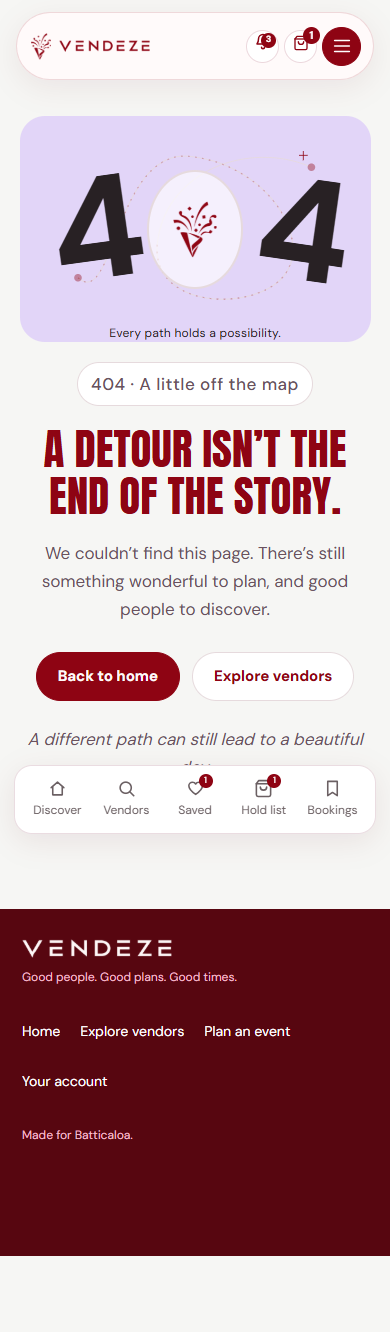 VENDEZE
3
1
4 4
Every path holds a possibility.
404 · A little off the map
A DETOUR ISN’T THE
END OF THE STORY.
We couldn’t find this page. There’s still
something wonderful to plan, and good
people to discover.
Back to home
Explore vendors
A different path can still lead to a beautiful
1
1
Discover
Vendors
Saved
Hold list
Bookings
VENDEZE
Good people. Good plans. Good times.
Home
Explore vendors
Plan an event
Your account
Made for Batticaloa.